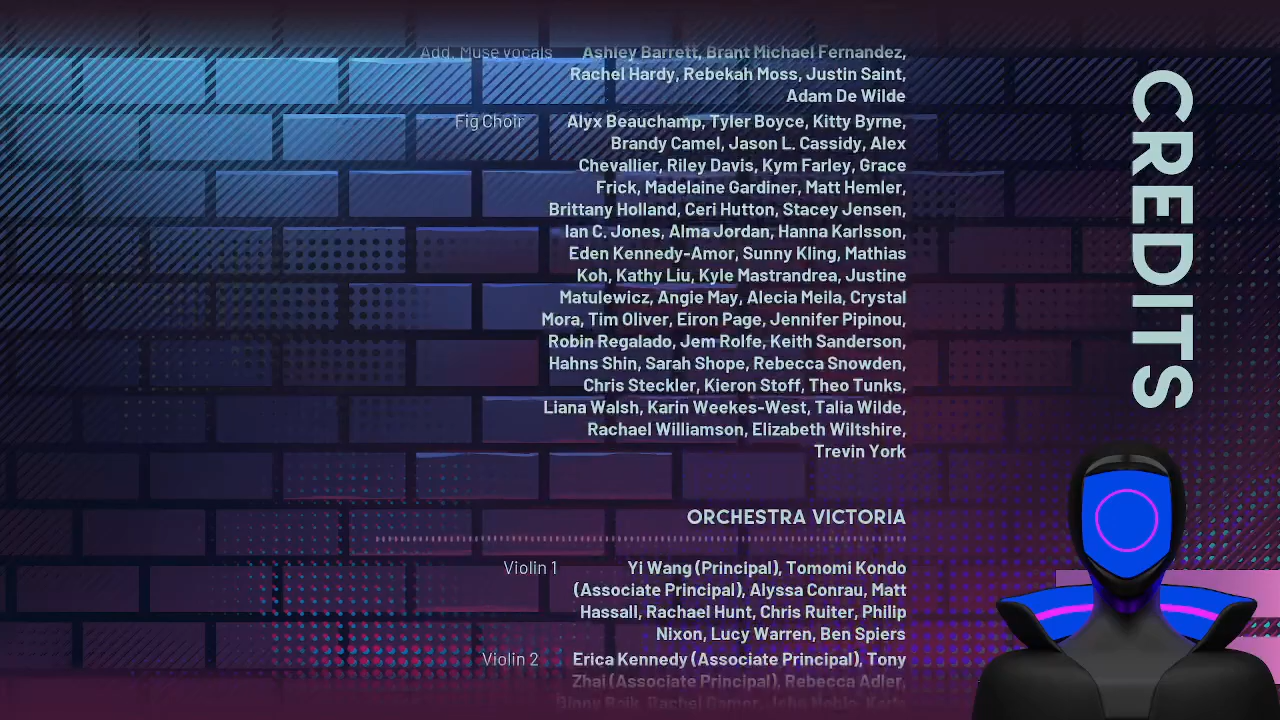 Add. Muse vocals Ashley Barrett, Brant Michael Fernandez,
Rachel Hardy, Rebekah Moss, Justin Saint,
Adam De Wilde
Fig Choir Alyx Beauchamp, Tyler Boyce, Kitty Byrne,
Brandy Camel, Jason L. Cassidy, Alex
Chevallier, Riley Davis, Kym Farley, Grace
Frick, Madelaine Gardiner, Matt Hemler,
Brittany Holland, Ceri Hutton, Stacey Jensen,
Ian C. Jones, Alma Jordan, Hanna Karlsson,
Eden Kennedy-Amor, Sunny Kling, Mathias
Koh, Kathy Liu, Kyle Mastrandrea, Justine
Matulewicz, Angie May, Alecia Meila, Crystal
Mora, Tim Oliver, Eiron Page, Jennifer Pipinou,
Robin Regalado, Jem Rolfe, Keith Sanderson,
Hahns Shin, Sarah Shope, Rebecca Snowden,
Chris Steckler, Kieron Stoff, Theo Tunks,
Liana Walsh, Karin Weekes-West, Talia Wilde,
Rachael Williamson, Elizabeth Wiltshire,
Trevin York
ORCHESTRA VICTORIA
Violin 1 Yi Wang (Principal), Tomomi Kondo
(Associate Principal), Alyssa Conrau, Matt
Hassall, Rachael Hunt, Chris Ruiter, Philip
Nixon, Lucy Warren, Ben Spiers
Violin 2 Erica Kennedy (Associate Principal), Tony
Zhai (Associate Principal), Rebecca Adler,
CREDITS